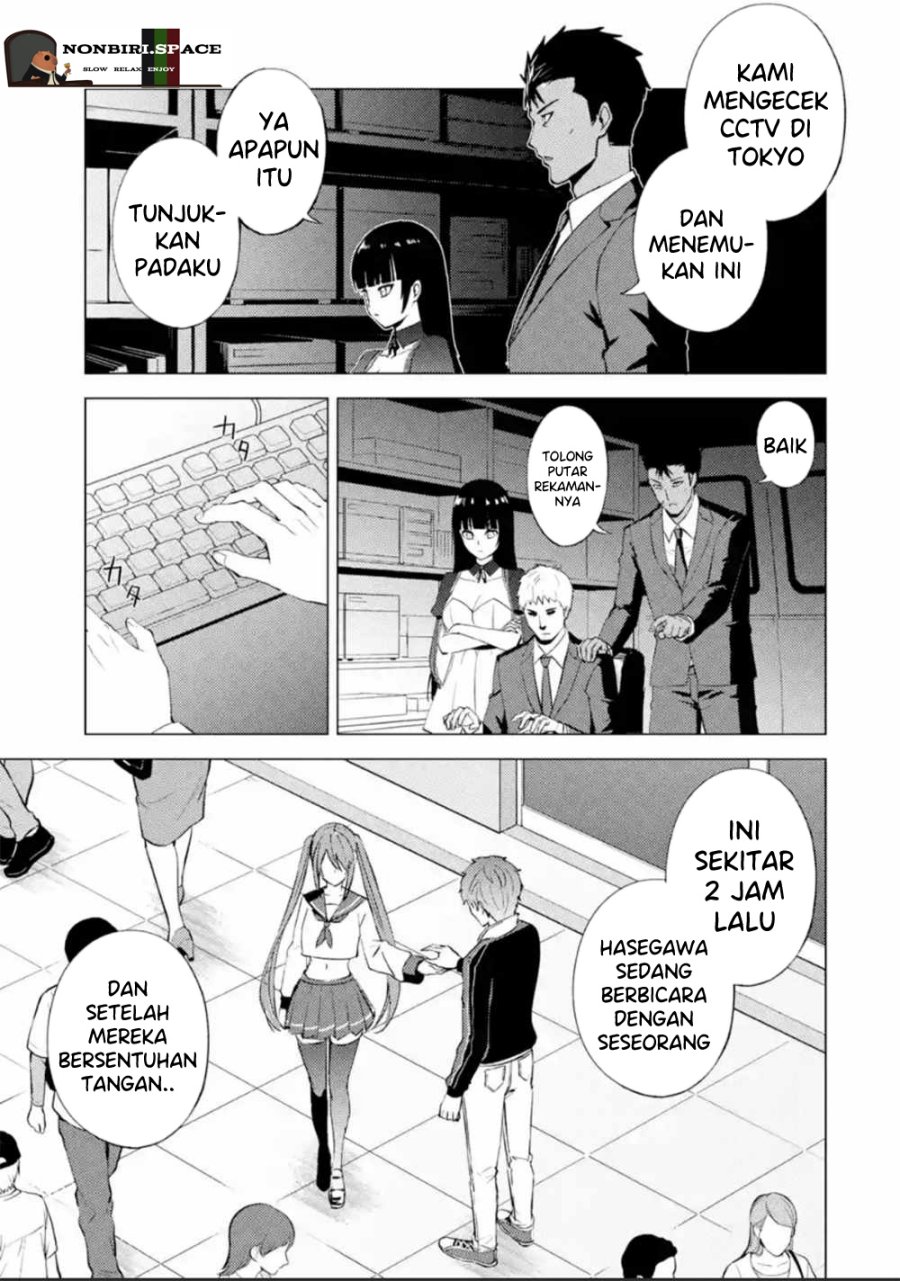 NONBIRI.SPACE
SLOW RELAX ENJOY
KAMI
MENGECEK
CCTV DI
TOKYO
DAN
MENEMU-
KAN INI
YA
APAPUN
ITU
TUNJUK-
KAN
PADAKU
BAIK
TOLONG
PUTAR
REKAMAN-
NYA
カタ
カタ
INI
SEKITAR
2 JAM
LALU
HASEGAWA
SEDANG
BERBICARA
DENGAN
SESEORANG
DAN
SETELAH
MEREKA
BERSENTUHAN
TANGAN..